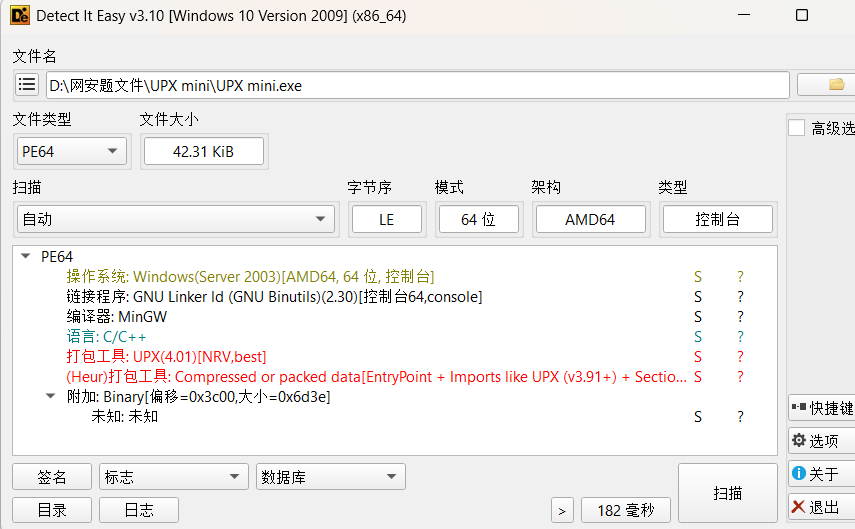 Detect It Easy v3.10 [Windows 10 Version 2009] (x86_64)
文件名
D:\网安题文件\UPX mini\UPX mini.exe
文件类型 文件大小
高级选
PE64 42.31 KiB
扫描 字节序 模式 架构 类型
自动 LE 64 位 AMD64 控制台
PE64
操作系统: Windows(Server 2003)[AMD64, 64 位, 控制台] S ?
链接程序: GNU Linker Id (GNU Binutils)(2.30)[控制台64,console] S ?
编译器: MinGW S ?
语言: C/C++ S ?
打包工具: UPX(4.01)[NRV,best] S ?
(Heur)打包工具: Compressed or packed data[EntryPoint + Imports like UPX (v3.91+) + Sectio... S ?
附加: Binary[偏移=0x3c00,大小=0x6d3e]
快捷键
未知: 未知 S ?
选项
签名 标志 数据库 关于
扫描
目录 日志 > 182 毫秒 退出